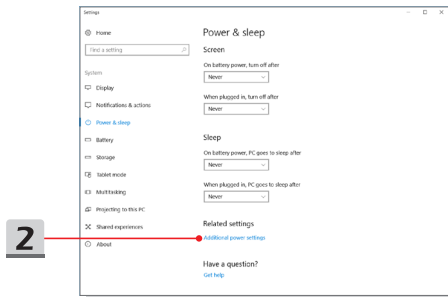 Settings
Home
Find a setting
System
Display
Notifications & actions
Power & sleep
Battery
Storage
Tablet mode
Multitasking
Projecting to this PC
Shared experiences
About
Power & sleep
Screen
On battery power, turn off after
Never
When plugged in, turn off after
Never
Sleep
On battery power, PC goes to sleep after
Never
When plugged in, PC goes to sleep after
Never
Related settings
Additional power settings
Have a question?
Get help
2